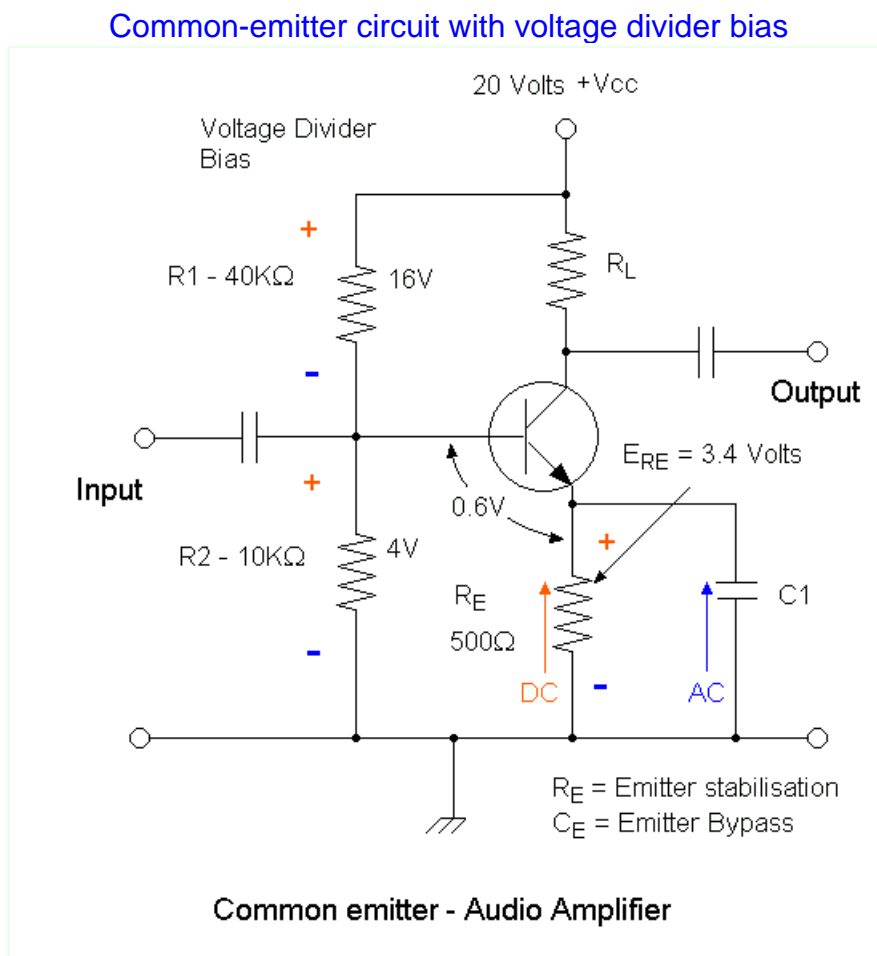 Common-emitter circuit with voltage divider bias
20 Volts +Vcc
Voltage Divider
Bias
+
R1 - 40KΩ
16V
RL
-
Output
Input
+
ERE = 3.4 Volts
0.6V
+
R2 - 10KΩ
4V
RE
500Ω
C1
-
DC
-
AC
RE = Emitter stabilisation
CE = Emitter Bypass
Common emitter - Audio Amplifier